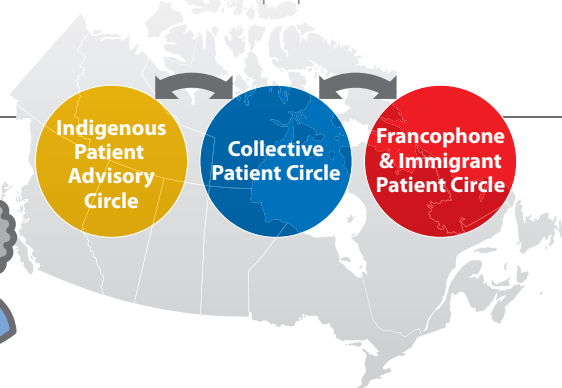 Indigenous
Patient
Advisory
Circle
Collective
Patient Circle
Francophone
& Immigrant
Patient Circle